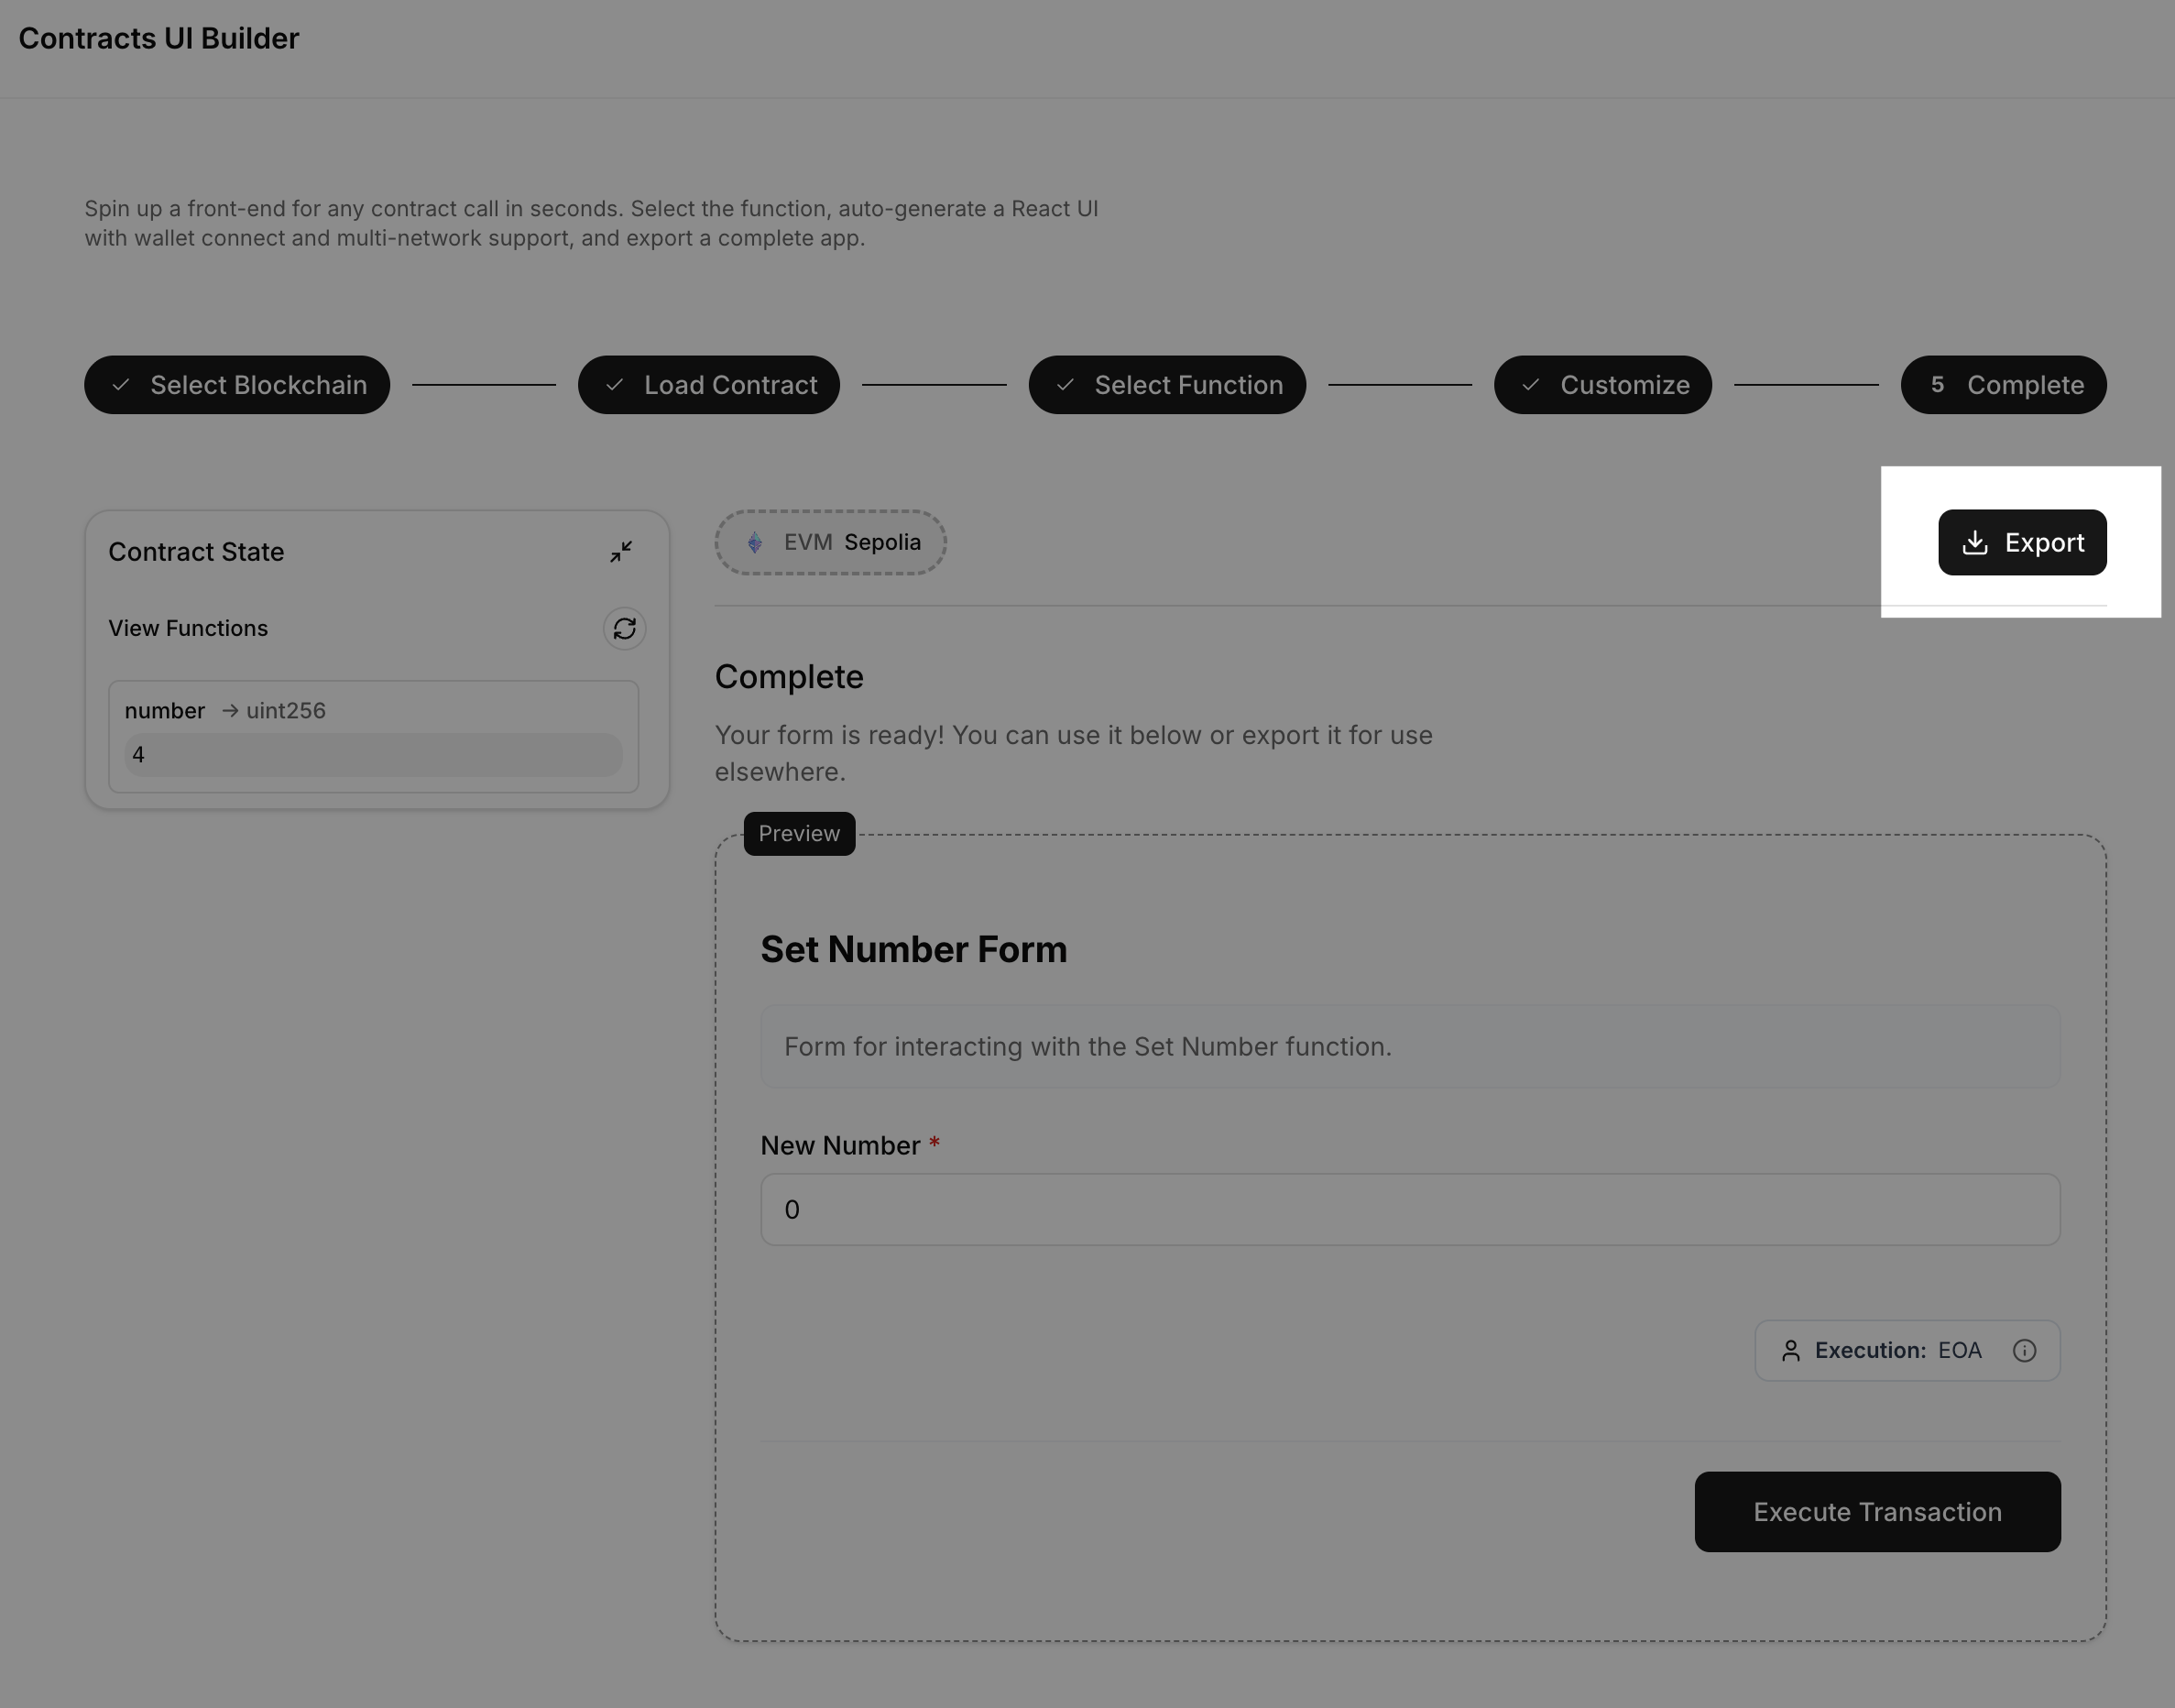 Contracts UI Builder
Spin up a front-end for any contract call in seconds. Select the function, auto-generate a React UI
with wallet connect and multi-network support, and export a complete app.
Select Blockchain
Load Contract
Select Function
Customize
5 Complete
Contract State
View Functions
number → uint256
4
EVM Sepolia
Export
Complete
Your form is ready! You can use it below or export it for use
elsewhere.
Preview
Set Number Form
Form for interacting with the Set Number function.
New Number *
0
Execution: EOA
Execute Transaction